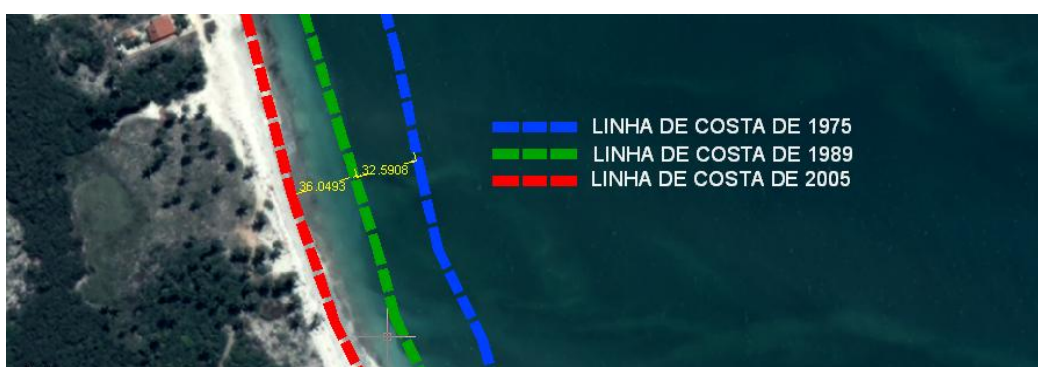 LINHA DE COSTA DE 1975
LINHA DE COSTA DE 1989
LINHA DE COSTA DE 2005
32.5908
36.0493